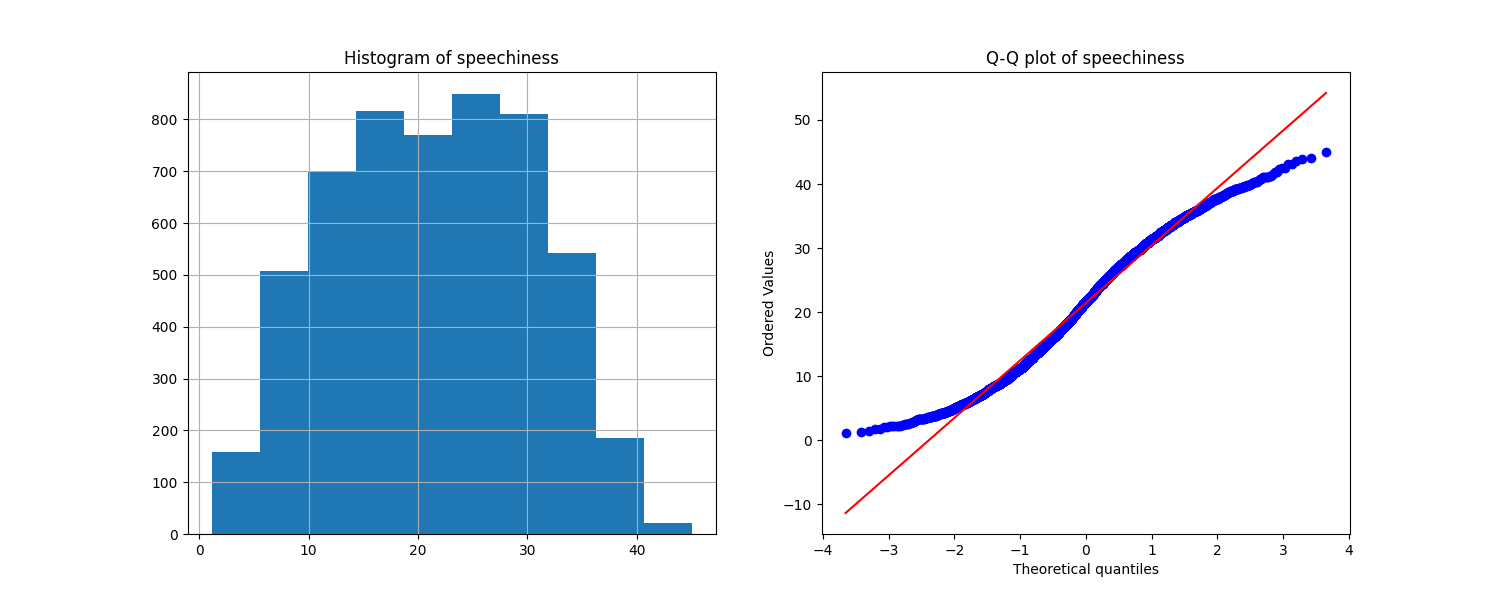 Histogram of speechiness
800
700
600
500
400
300
200
100
0
0 10 20 30 40
Q-Q plot of speechiness
Ordered Values
50
40
30
20
10
0
−10
−4 −3 −2 −1 0 1 2 3 4
Theoretical quantiles